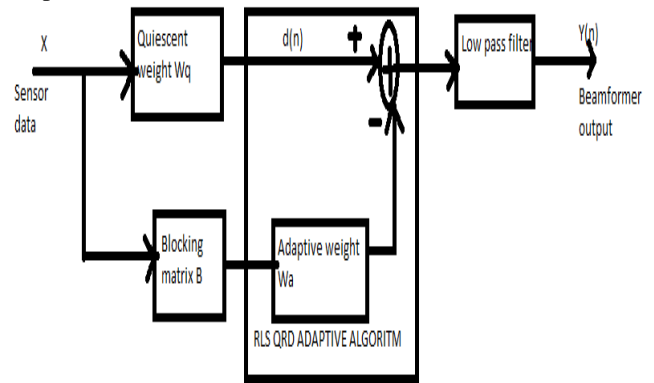 X
Sensor
data
Quiescent
weight Wq
d(n)
+
-
Low pass filter
Y(n)
Beamformer
output
Blocking
matrix B
Adaptive weight
Wa
RLS QRD ADAPTIVE ALGORITM